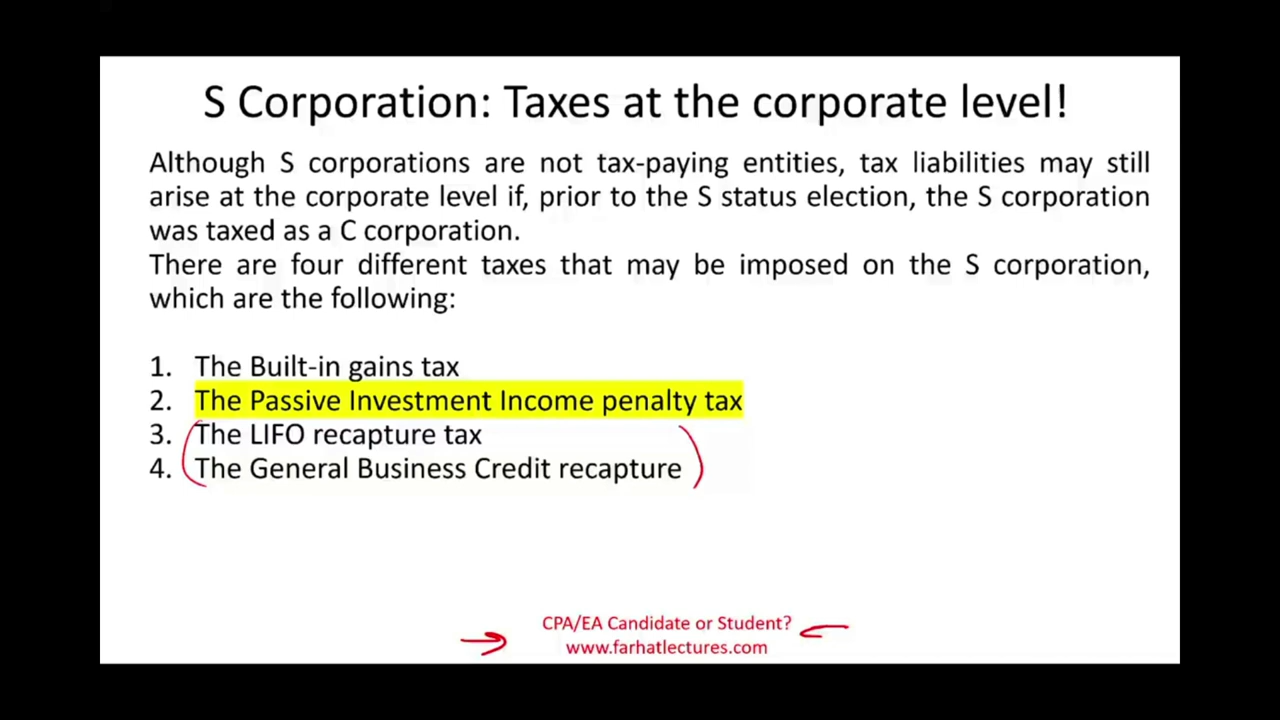 S Corporation: Taxes at the corporate level!
Although S corporations are not tax-paying entities, tax liabilities may still
arise at the corporate level if, prior to the S status election, the S corporation
was taxed as a C corporation.
There are four different taxes that may be imposed on the S corporation,
which are the following:
1. The Built-in gains tax
2. The Passive Investment Income penalty tax
3. The LIFO recapture tax
4. The General Business Credit recapture
CPA/EA Candidate or Student?
www.farhatlectures.com